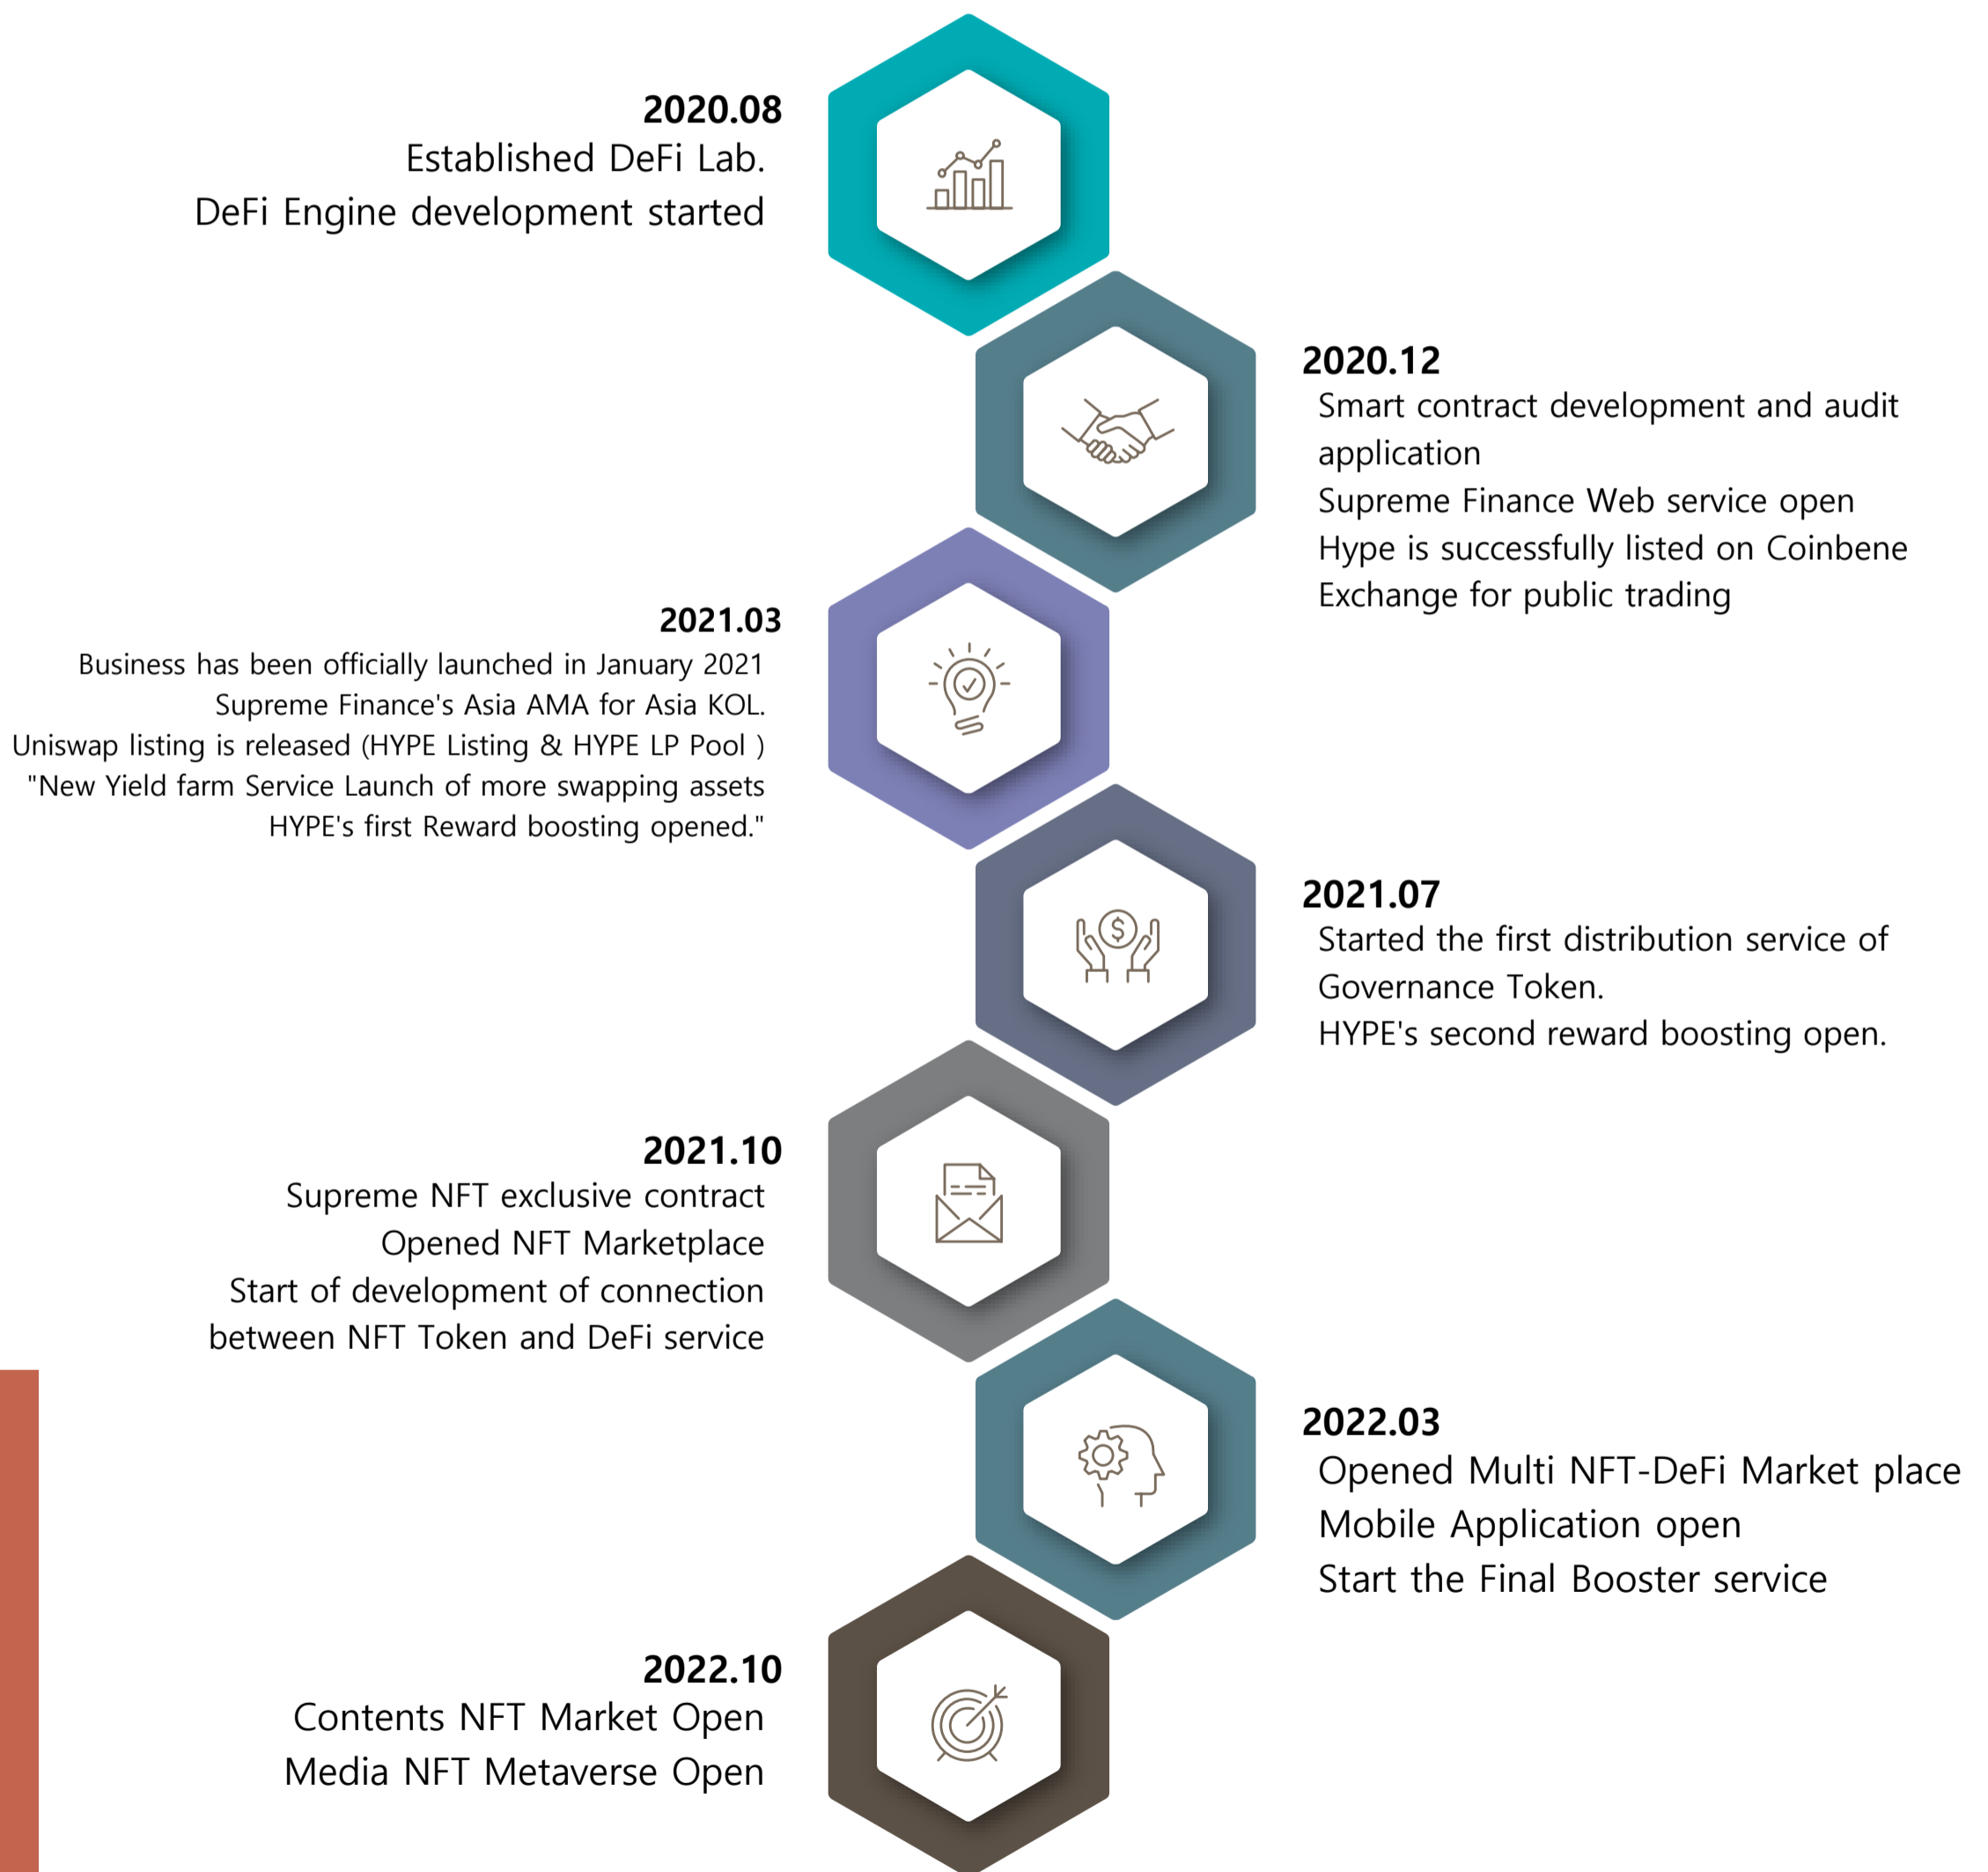 2020.08
Established DeFi Lab.
DeFi Engine development started
2020.12
Smart contract development and audit
application
Supreme Finance Web service open
Hype is successfully listed on Coinbene
Exchange for public trading
2021.03
Business has been officially launched in January 2021
Supreme Finance's Asia AMA for Asia KOL.
Uniswap listing is released (HYPE Listing & HYPE LP Pool )
"New Yield farm Service Launch of more swapping assets
HYPE's first Reward boosting opened."
2021.07
Started the first distribution service of
Governance Token.
HYPE's second reward boosting open.
2021.10
Supreme NFT exclusive contract
Opened NFT Marketplace
Start of development of connection
between NFT Token and DeFi service
2022.03
Opened Multi NFT-DeFi Market place
Mobile Application open
Start the Final Booster service
2022.10
Contents NFT Market Open
Media NFT Metaverse Open